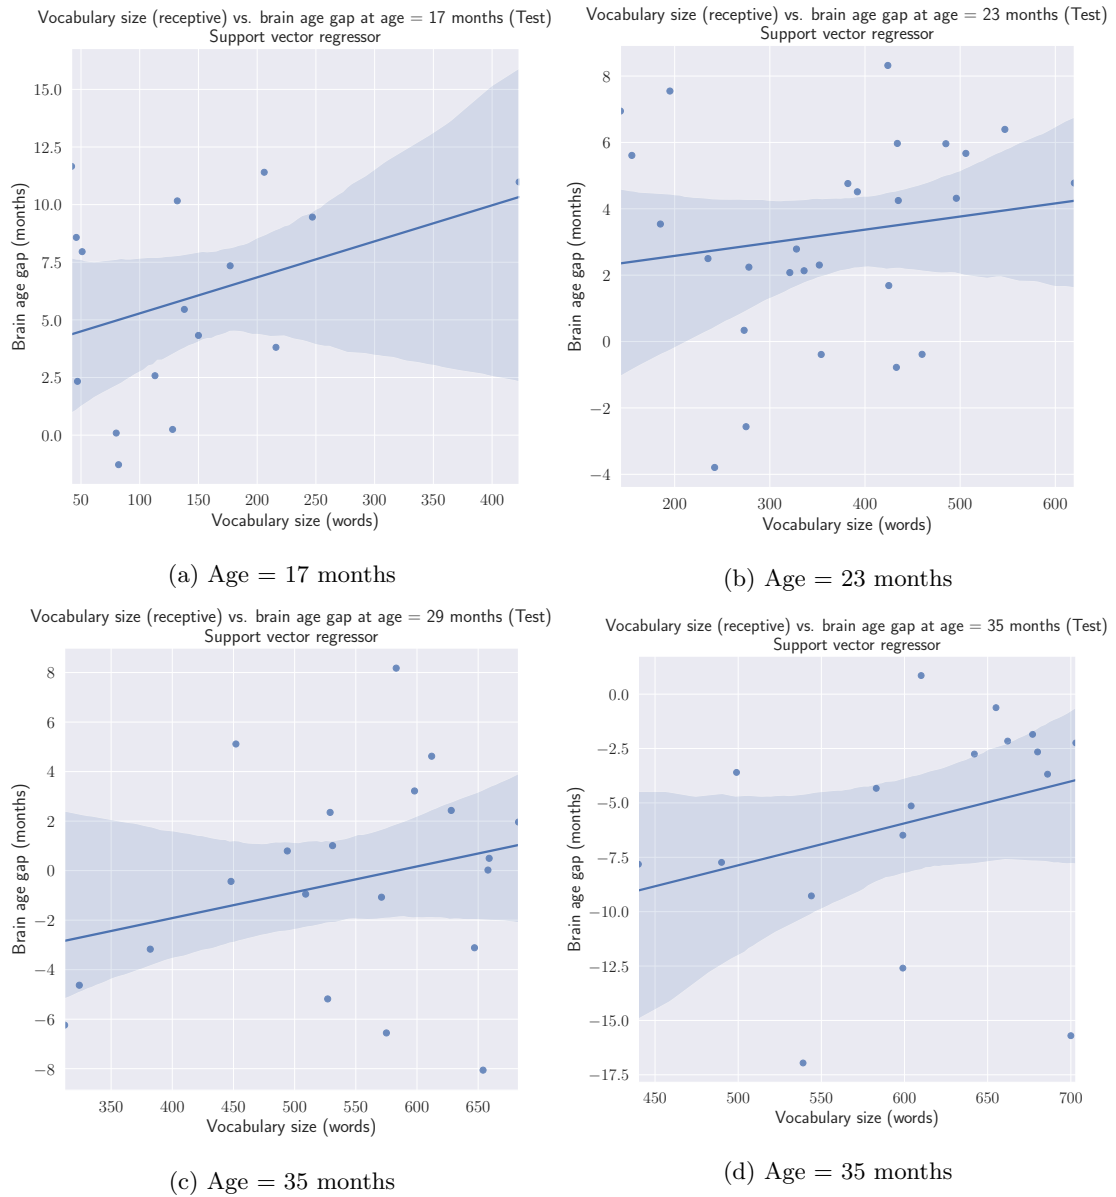 Vocabulary size (receptive) vs. brain age gap at age = 17 months (Test)
Support vector regressor
Brain age gap (months)
15.0
12.5
10.0
7.5
5.0
2.5
0.0
50 100 150 200 250 300 350 400
Vocabulary size (words)
(a) Age = 17 months
Vocabulary size (receptive) vs. brain age gap at age = 23 months (Test)
Support vector regressor
Brain age gap (months)
8
6
4
2
0
−2
−4
200 300 400 500 600
Vocabulary size (words)
(b) Age = 23 months
Vocabulary size (receptive) vs. brain age gap at age = 29 months (Test)
Support vector regressor
Brain age gap (months)
8
6
4
2
0
−2
−4
−6
−8
350 400 450 500 550 600 650
Vocabulary size (words)
(c) Age = 35 months
Vocabulary size (receptive) vs. brain age gap at age = 35 months (Test)
Support vector regressor
Brain age gap (months)
0.0
−2.5
−5.0
−7.5
−10.0
−12.5
−15.0
−17.5
450 500 550 600 650 700
Vocabulary size (words)
(d) Age = 35 months